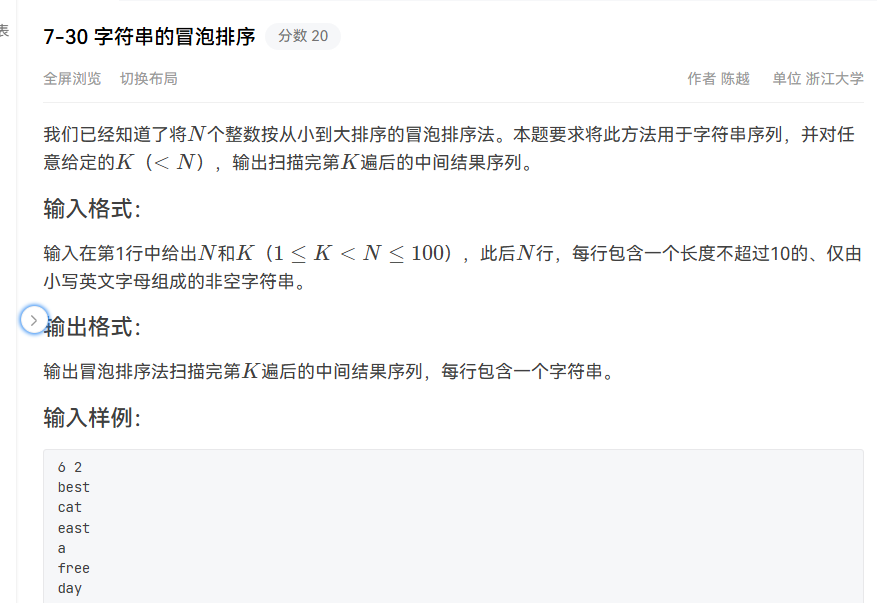 表
7-30 字符串的冒泡排序 分数 20
全屏浏览 切换布局 作者 陈越 单位 浙江大学
我们已经知道了将N个整数按从小到大排序的冒泡排序法。本题要求将此方法用于字符串序列，并对任
意给定的K（< N），输出扫描完第K遍后的中间结果序列。
输入格式：
输入在第1行中给出N和K（1 ≤ K < N ≤ 100），此后N行，每行包含一个长度不超过10的、仅由
小写英文字母组成的非空字符串。
输出格式：
输出冒泡排序法扫描完第K遍后的中间结果序列，每行包含一个字符串。
输入样例：
6 2
best
cat
east
a
free
day